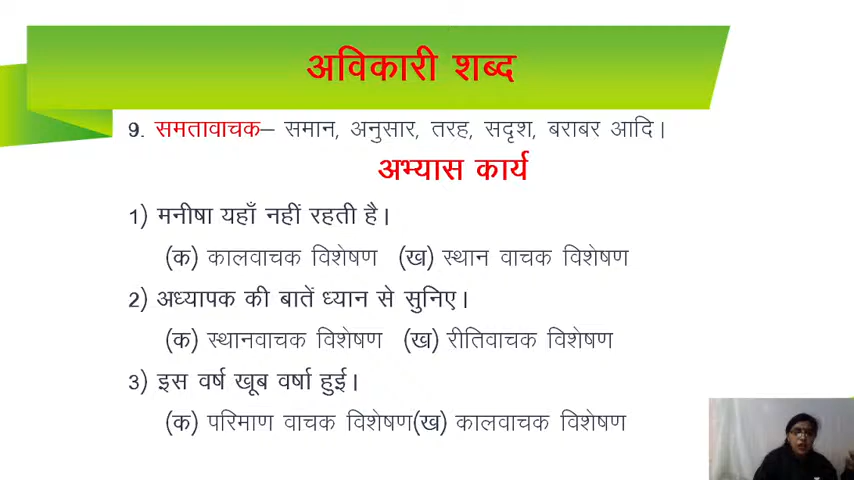 अविकारी शब्द
9. समतावाचक– समान, अनुसार, तरह, सदृश, बराबर आदि।
अभ्यास कार्य
1) मनीषा यहाँ नहीं रहती है।
(क) कालवाचक विशेषण (ख) स्थान वाचक विशेषण
2) अध्यापक की बातें ध्यान से सुनिए।
(क) स्थानवाचक विशेषण (ख) रीतिवाचक विशेषण
3) इस वर्ष खूब वर्षा हुई।
(क) परिमाण वाचक विशेषण(ख) कालवाचक विशेषण